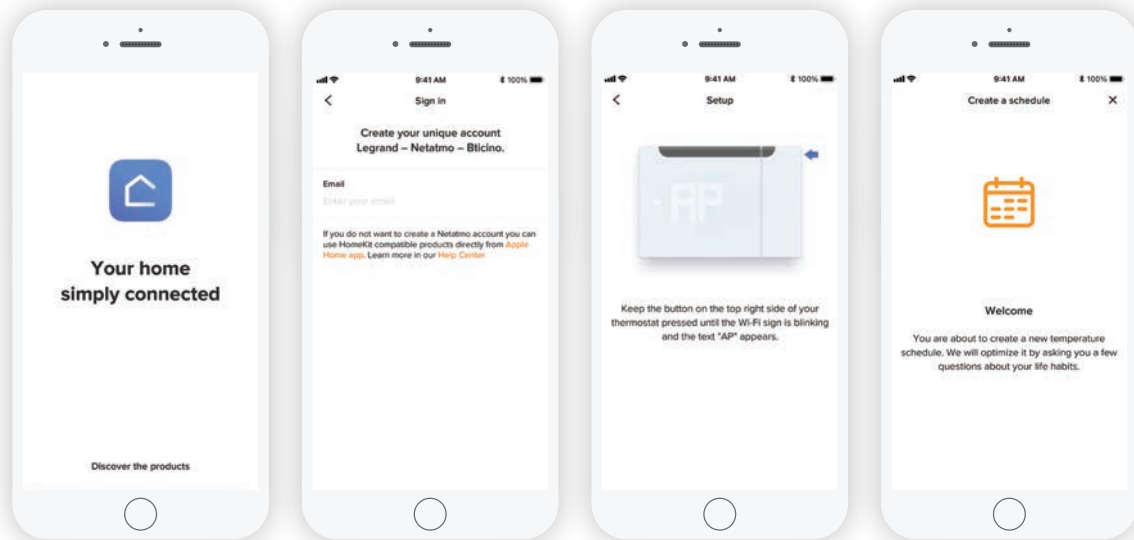 Your home
simply connected
Discover the products
9:41 AM
100%
Sign in
Create your unique account
Legrand – Netatmo – Bticino.
Email
Enter your email
If you do not want to create a Netatmo account you can
use HomeKit compatible products directly from Apple
Home app. Learn more in our Help Center
9:41 AM
100%
Setup
AP
Keep the button on the top right side of your
thermostat pressed until the Wi-Fi sign is blinking
and the text "AP" appears.
9:41 AM
100%
Create a schedule
Welcome
You are about to create a new temperature
schedule. We will optimize it by asking you a few
questions about your life habits.